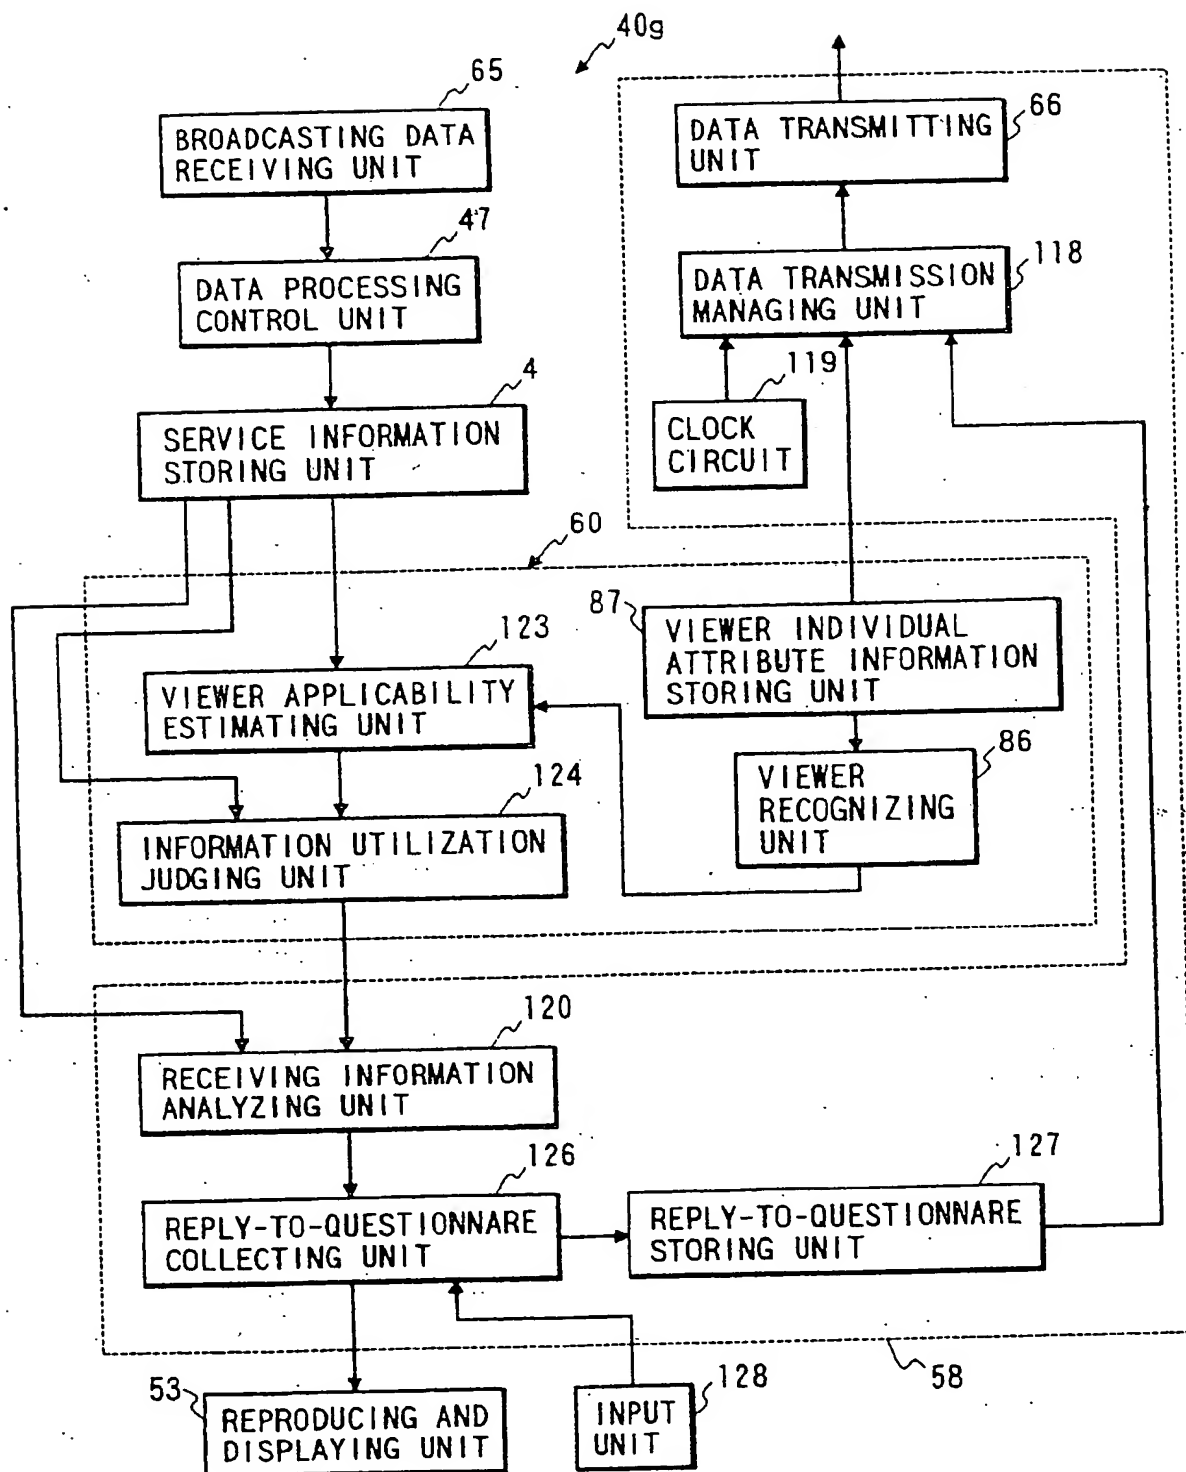 40g
65
BROADCASTING DATA
RECEIVING UNIT
DATA TRANSMITTING
UNIT
66
47
DATA PROCESSING
CONTROL UNIT
DATA TRANSMISSION
MANAGING UNIT
118
4
SERVICE INFORMATION
STORING UNIT
119
CLOCK
CIRCUIT
60
87
VIEWER INDIVIDUAL
ATTRIBUTE INFORMATION
STORING UNIT
123
VIEWER APPLICABILITY
ESTIMATING UNIT
86
VIEWER
RECOGNIZING
UNIT
124
INFORMATION UTILIZATION
JUDGING UNIT
120
RECEIVING INFORMATION
ANALYZING UNIT
126
REPLY-TO-QUESTIONNARE
COLLECTING UNIT
127
REPLY-TO-QUESTIONNARE
STORING UNIT
58
53
REPRODUCING AND
DISPLAYING UNIT
128
INPUT
UNIT